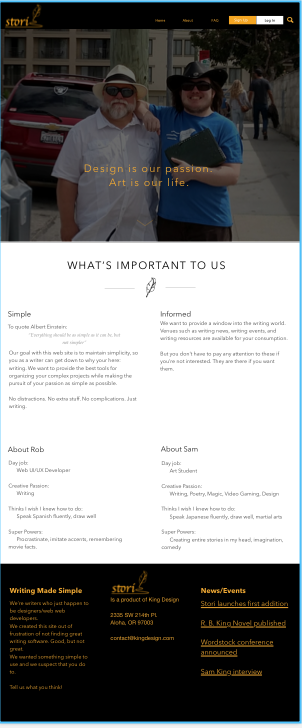 stori
Home About FAQ Start Up Log In
Design is our passion.
Art is our life.
WHAT'S IMPORTANT TO US
Simple
To quote Albert Einstein:
"Everything should be as simple as it can be, but
not simpler"
Our goal with this web site is to maintain simplicity, so
you as a writer can get down to why your here:
writing. We want to provide the best tools for
organizing your complex projects while making the
pursuit of your passion as simple as possible.
No distractions. No extra stuff. No complications. Just
writing.
Informed
We want to provide a window into the writing world.
Venues such as writing news, writing events, and
writing resources are available for your consumption.
But you don't have to pay any attention to these if
you're not interested. They are there if you want
them.
About Rob
Day job:
Web UI/UX Developer
Creative Passion:
Writing
Thinks I wish I knew how to do:
Speak Spanish fluently, draw well
Super Powers:
Procrastinate, imitate accents, remembering
movie facts.
About Sam
Day job:
Art Student
Creative Passion:
Writing, Poetry, Magic, Video Gaming, Design
Thinks I wish I knew how to do:
Speak Japanese fluently, draw well, martial arts
Super Powers:
Creating entire stories in my head, imagination,
comedy
Writing Made Simple
We're writers who just happen to
be designers/web web
developers.
We created this site out of
frustration of not finding great
writing software. Good, but not
great.
We wanted something simple to
use and we suspect that you do
to.
Tell us what you think!
stori
Is a product of King Design
2335 SW 214th Pl.
Aloha, OR 97003
contact@kingdesign.com
News/Events
Stori launches first addition
R. B. King Novel published
Wordstock conference
announced
Sam King interview